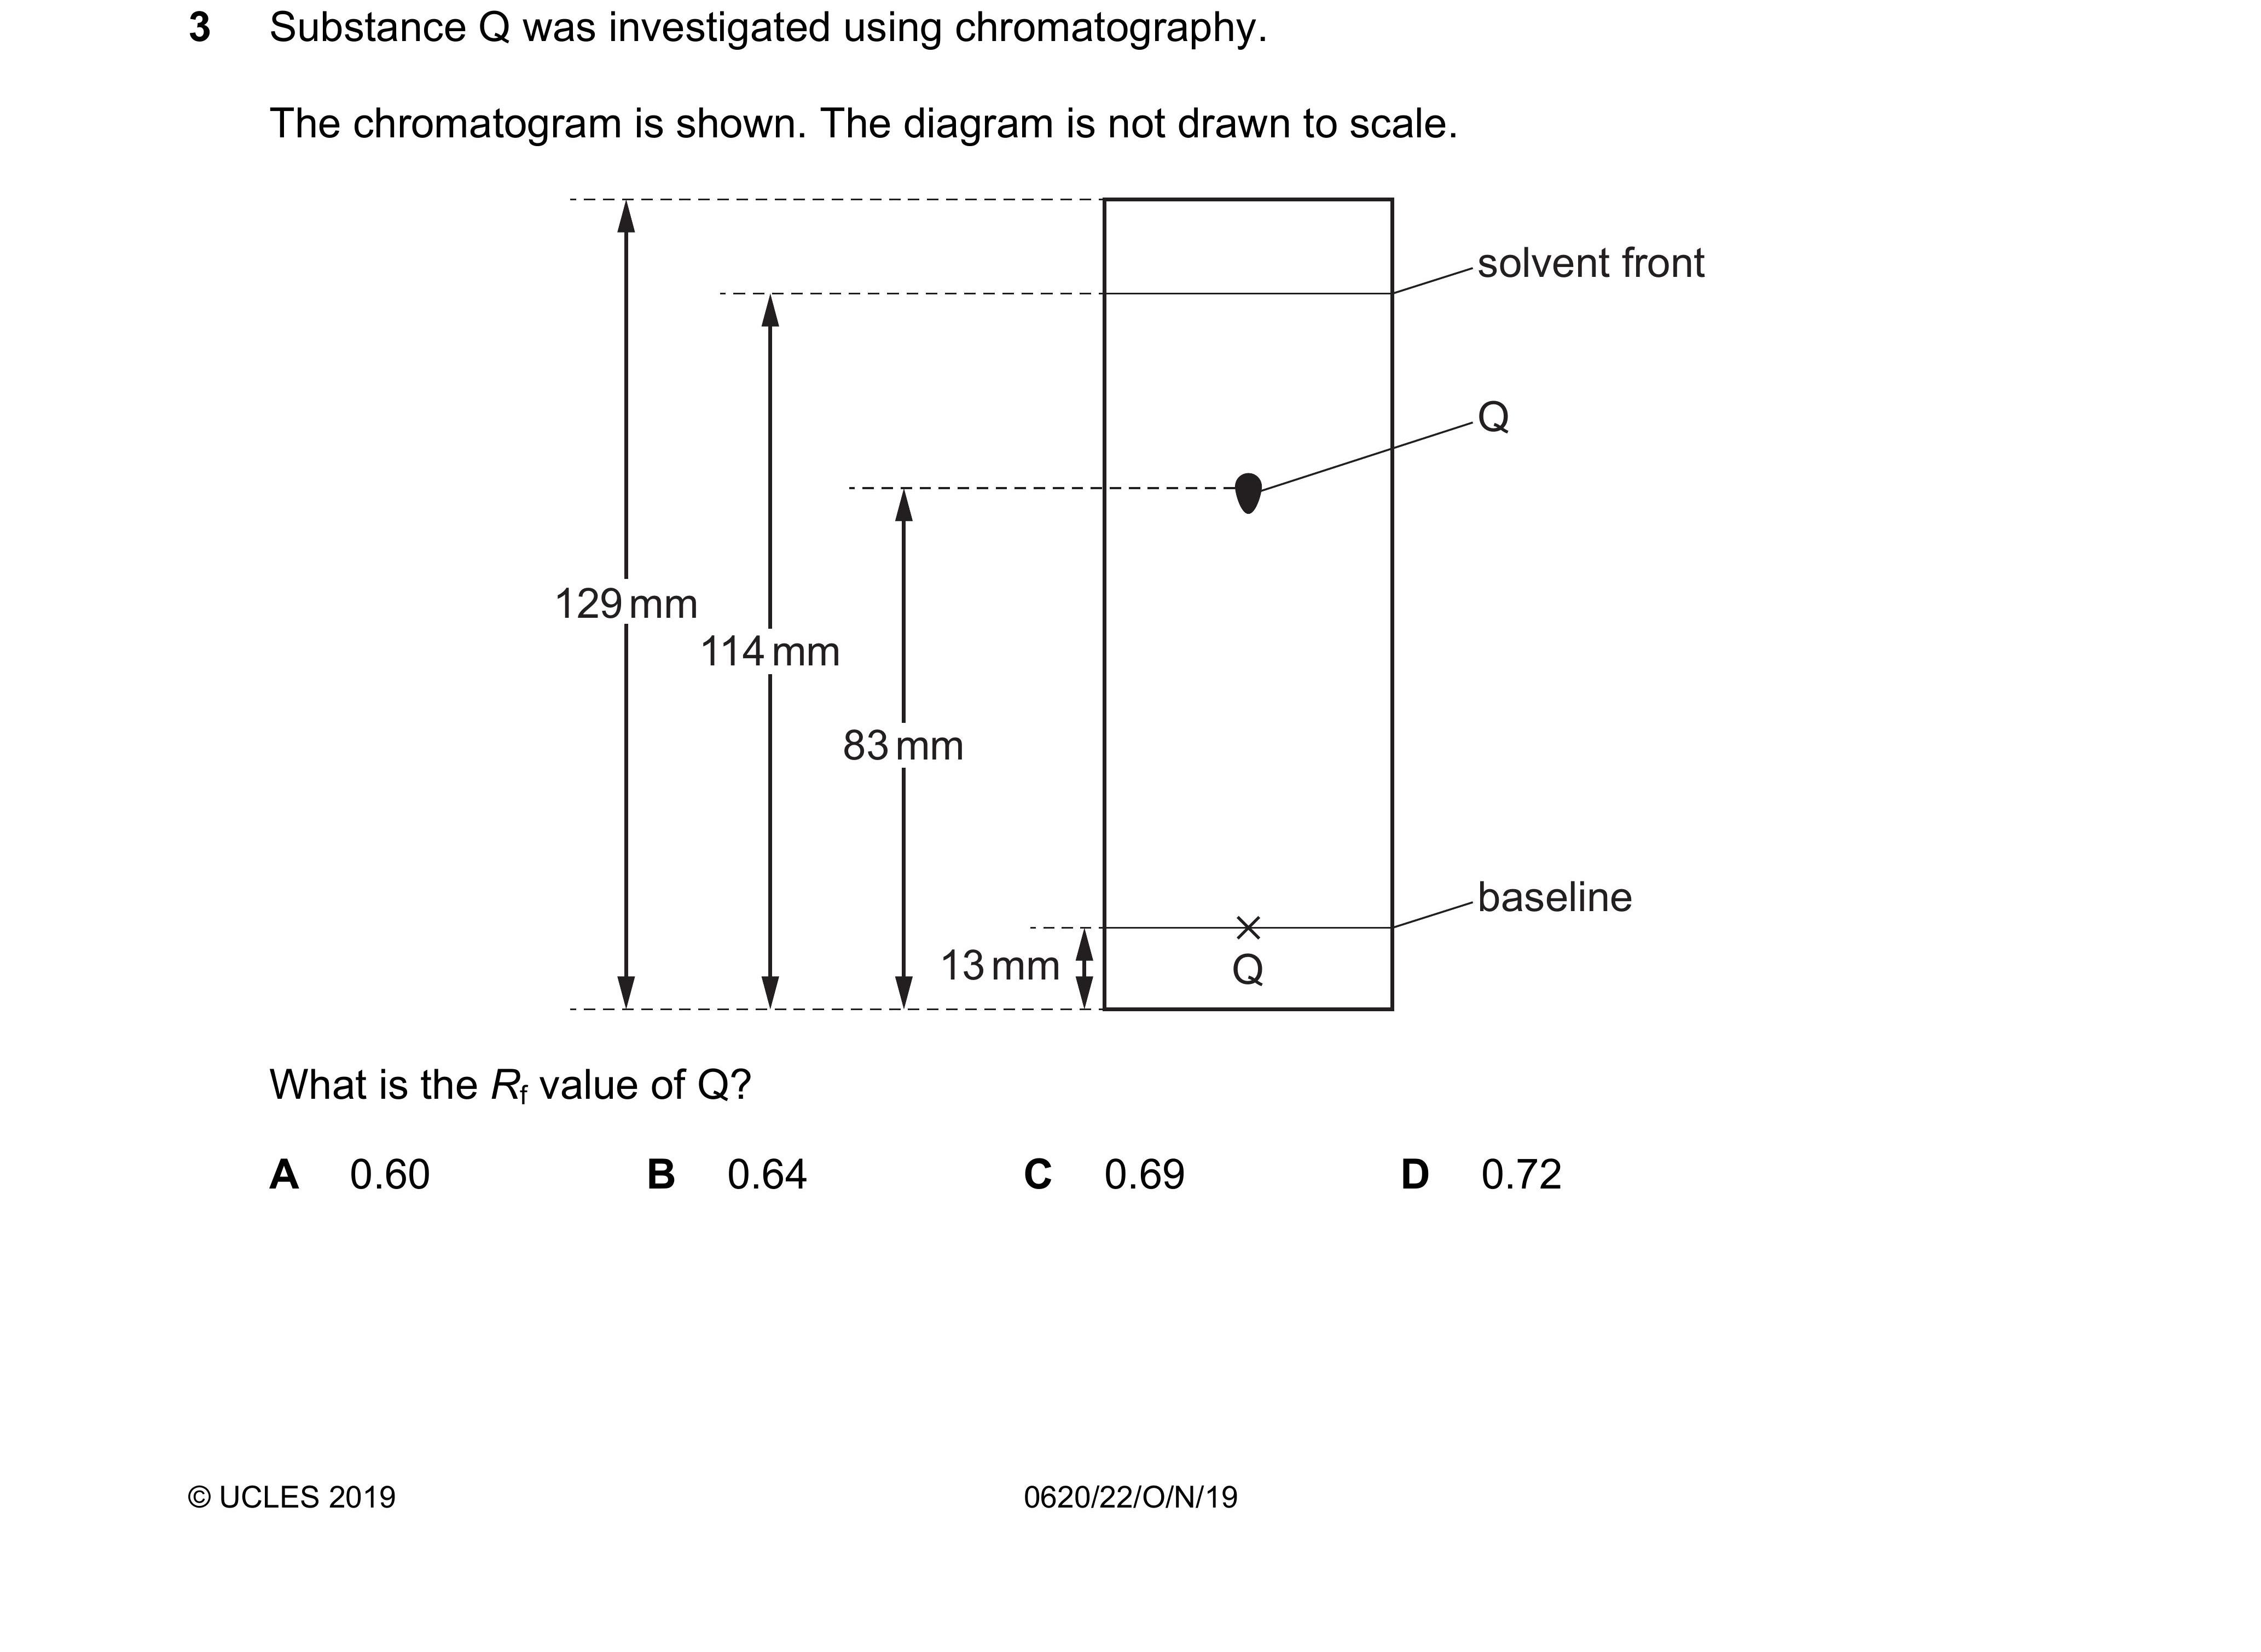 3 Substance Q was investigated using chromatography.
The chromatogram is shown. The diagram is not drawn to scale.
solvent front
Q
129 mm
114 mm
83 mm
baseline
13 mm
Q
What is the Rf value of Q?
A 0.60 B 0.64 C 0.69 D 0.72
© UCLES 2019 0620/22/O/N/19